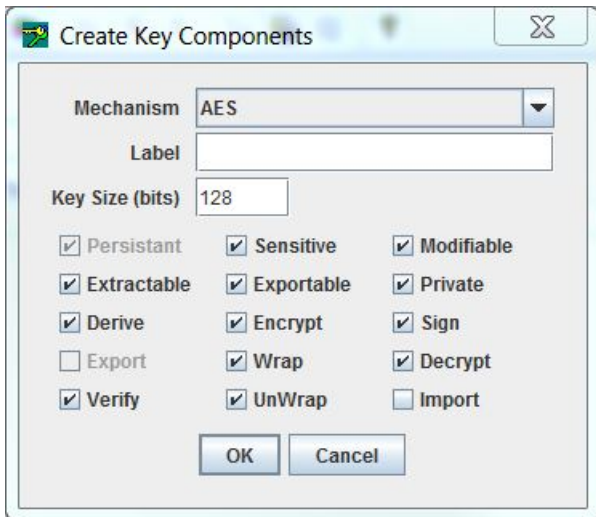 Create Key Components
Mechanism AES
Label
Key Size (bits) 128
Persistant Sensitive Modifiable
Extractable Exportable Private
Derive Encrypt Sign
Export Wrap Decrypt
Verify UnWrap Import
OK Cancel